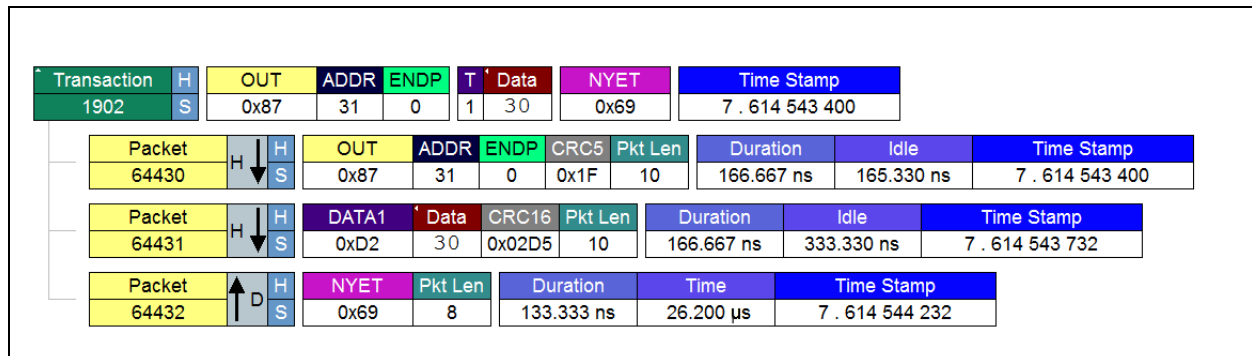 Transaction H OUT ADDR ENDP T Data NYET Time Stamp
1902 S 0x87 31 0 1 30 0x69 7 . 614 543 400
Packet H H OUT ADDR ENDP CRC5 Pkt Len Duration Idle Time Stamp
64430 S 0x87 31 0 0x1F 10 166.667 ns 165.330 ns 7 . 614 543 400
Packet H H DATA1 Data CRC16 Pkt Len Duration Idle Time Stamp
64431 S 0xD2 30 0x02D5 10 166.667 ns 333.330 ns 7 . 614 543 732
Packet D H NYET Pkt Len Duration Time Time Stamp
64432 S 0x69 8 133.333 ns 26.200 µs 7 . 614 544 232